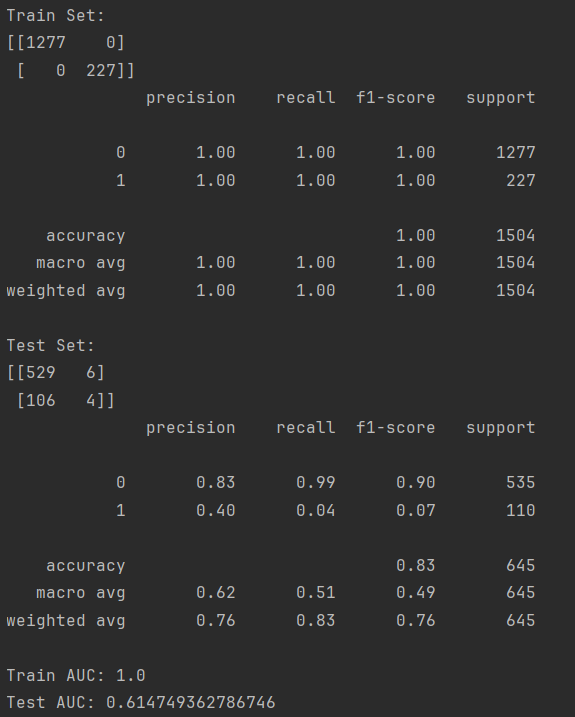 Train Set:
[[1277    0]
 [   0  227]]
              precision    recall  f1-score   support

           0       1.00      1.00      1.00      1277
           1       1.00      1.00      1.00       227

    accuracy                           1.00      1504
   macro avg       1.00      1.00      1.00      1504
weighted avg       1.00      1.00      1.00      1504

Test Set:
[[529   6]
 [106   4]]
              precision    recall  f1-score   support

           0       0.83      0.99      0.90       535
           1       0.40      0.04      0.07       110

    accuracy                           0.83       645
   macro avg       0.62      0.51      0.49       645
weighted avg       0.76      0.83      0.76       645

Train AUC: 1.0
Test AUC: 0.614749362786746